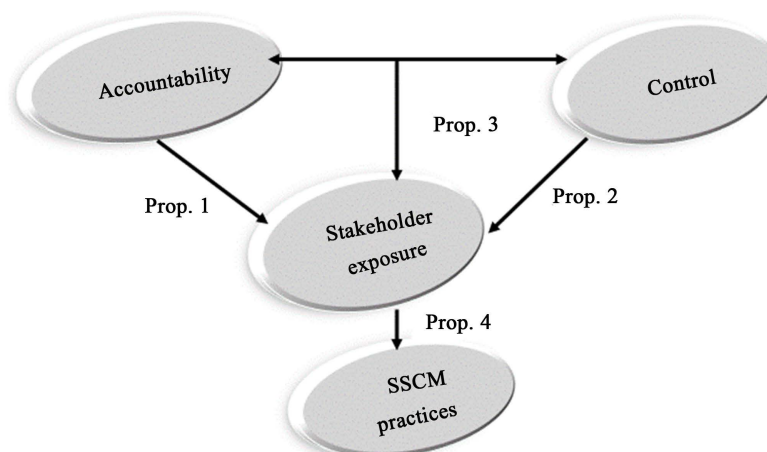 Accountability
Control
Prop. 3
Prop. 1
Prop. 2
Stakeholder
exposure
Prop. 4
SSCM
practices